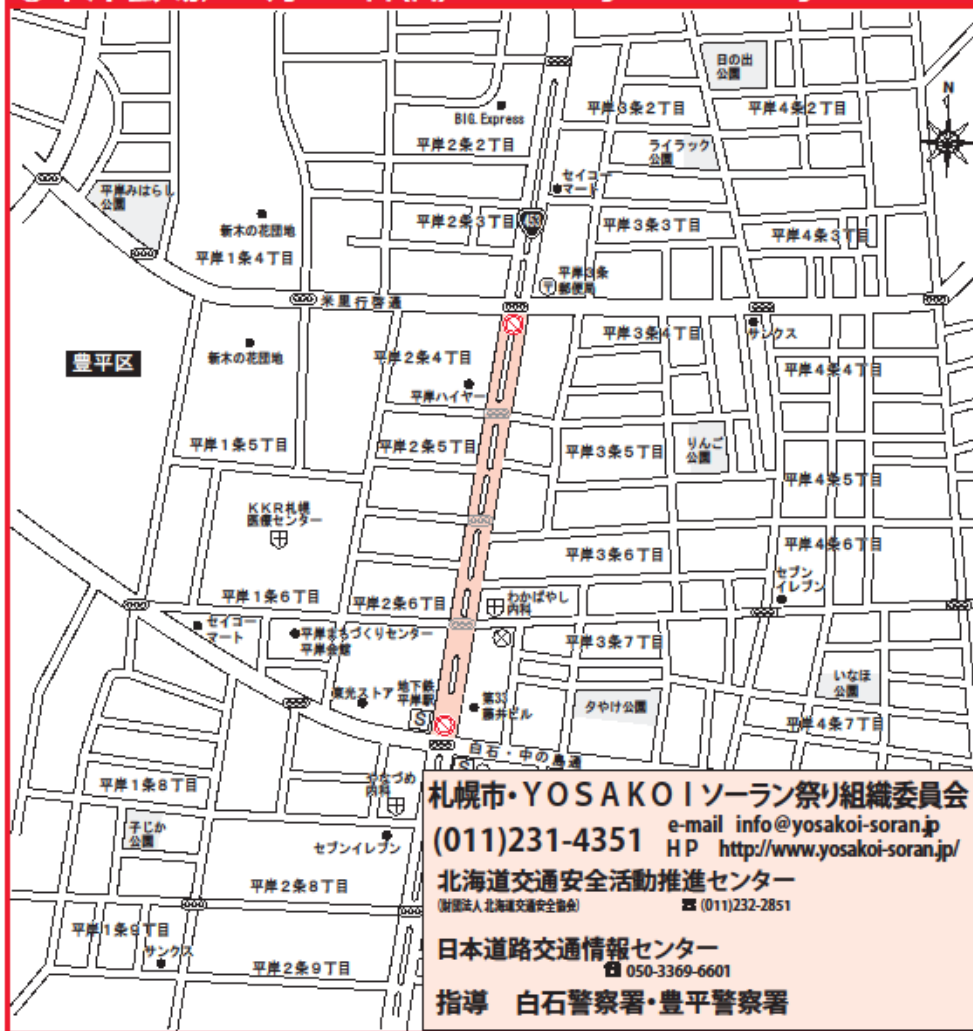 日の出
公園
N
平岸3条2丁目
平岸4条2丁目
BIG. Express
平岸2条2丁目
ライラック
公園
セイコー
マート
平岸みはらし
公園
新木の花団地
平岸2条3丁目
平岸3条3丁目
平岸4条3丁目
平岸1条4丁目
平岸3条
郵便局
米里行啓通
平岸3条4丁目
サンクス
豊平区
新木の花団地
平岸2条4丁目
平岸4条4丁目
平岸ハイヤー
平岸1条5丁目
平岸2条5丁目
平岸3条5丁目
りんご
公園
平岸4条5丁目
KKR札幌
医療センター
平岸3条6丁目
平岸4条6丁目
セブン
イレブン
平岸1条6丁目
平岸2条6丁目
わかばやし
内科
セイコー
マート
平岸まちづくりセンター
平岸会館
平岸3条7丁目
いなほ
公園
東光ストア
地下鉄
平岸駅
S
第33
藤井ビル
夕やけ公園
平岸4条7丁目
白石・中の島通
平岸1条8丁目
やなづめ
内科
子じか
公園
セブンイレブン
平岸2条8丁目
平岸1条9丁目
サンクス
平岸2条9丁目
札幌市・YOSAKOIソーラン祭り組織委員会
(011)231-4351
e-mail info@yosakoi-soran.jp
HP http://www.yosakoi-soran.jp/
北海道交通安全活動推進センター
(財団法人 北海道交通安全協会) ☎ (011)232-2851
日本道路交通情報センター
☎ 050-3369-6601
指導 白石警察署・豊平警察署